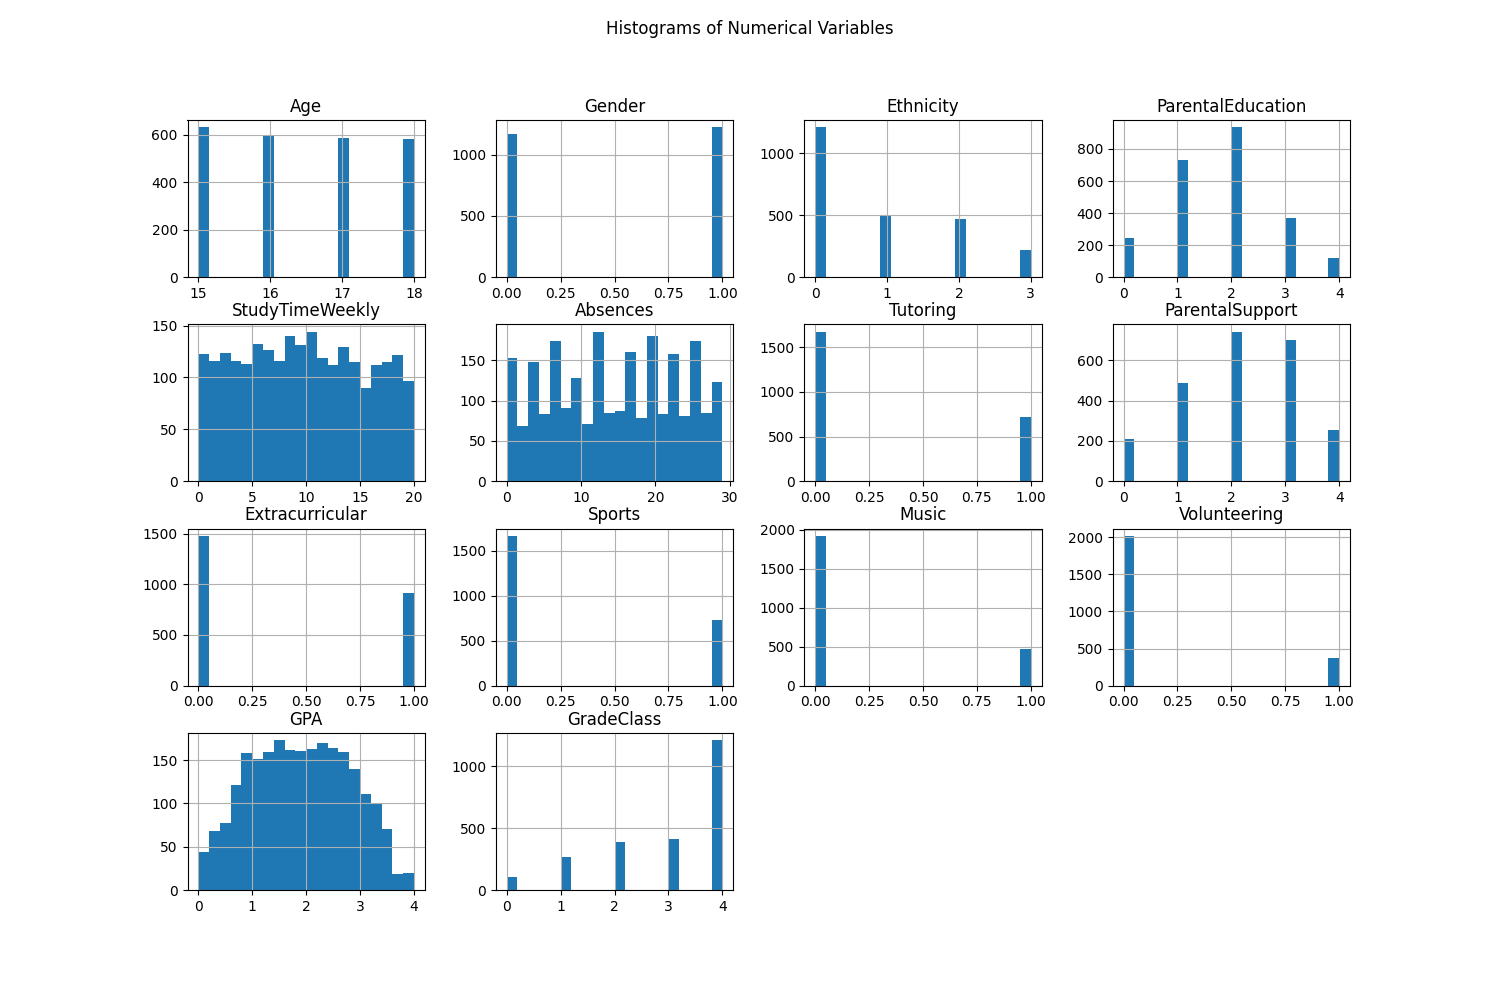 Histograms of Numerical Variables
Age
600
400
200
0
15 16 17 18
Gender
1000
500
0
0.00 0.25 0.50 0.75 1.00
Ethnicity
1000
500
0
0 1 2 3
ParentalEducation
800
600
400
200
0
0 1 2 3 4
StudyTimeWeekly
150
100
50
0
0 5 10 15 20
Absences
150
100
50
0
0 10 20 30
Tutoring
1500
1000
500
0
0.00 0.25 0.50 0.75 1.00
ParentalSupport
600
400
200
0
0 1 2 3 4
Extracurricular
1500
1000
500
0
0.00 0.25 0.50 0.75 1.00
Sports
1500
1000
500
0
0.00 0.25 0.50 0.75 1.00
Music
2000
1500
1000
500
0
0.00 0.25 0.50 0.75 1.00
Volunteering
2000
1500
1000
500
0
0.00 0.25 0.50 0.75 1.00
GPA
150
100
50
0
0 1 2 3 4
GradeClass
1000
500
0
0 1 2 3 4